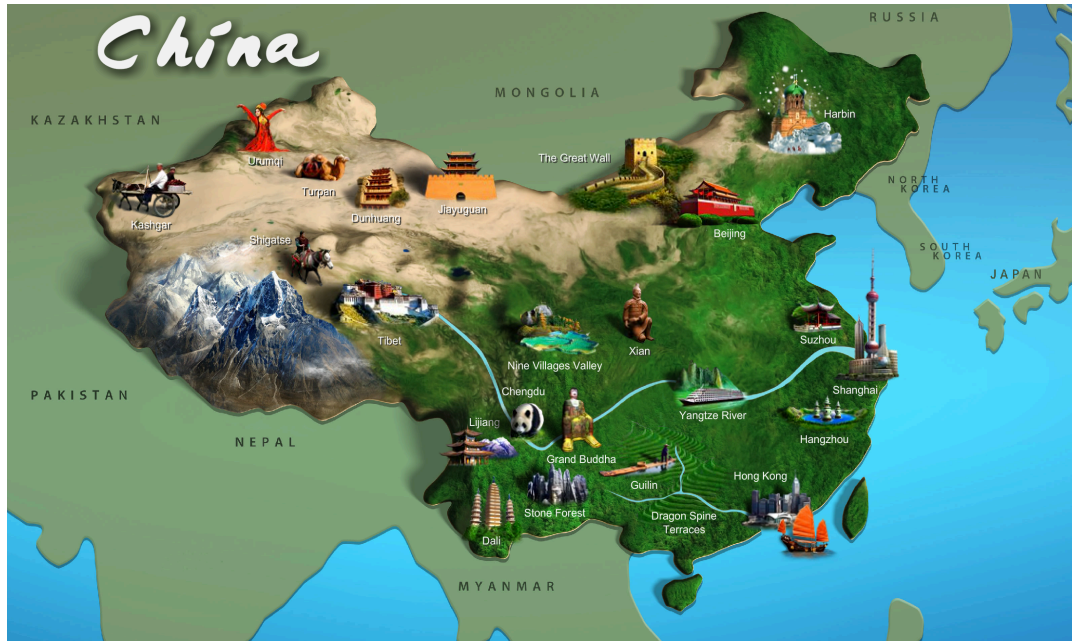 RUSSIA
China
MONGOLIA
KAZAKHSTAN
Harbin
Urumqi
The Great Wall
Turpan
NORTH
KOREA
Kashgar
Dunhuang
Jiayuguan
Beijing
Shigatse
SOUTH
KOREA
JAPAN
Tibet
Nine Villages Valley
Xian
Suzhou
Shanghai
PAKISTAN
Chengdu
Yangtze River
Lijiang
NEPAL
Hangzhou
Grand Buddha
Hong Kong
Guilin
Stone Forest
Dragon Spine
Terraces
Dali
MYANMAR